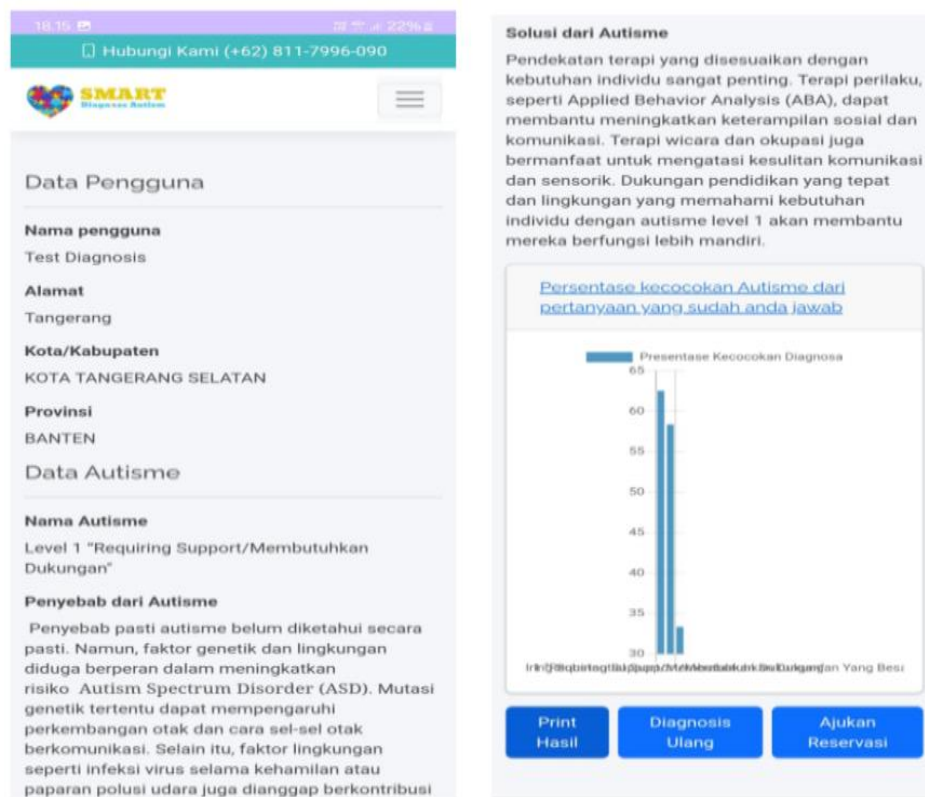 18.15
22%
Hubungi Kami (+62) 811-7996-090
SMART
Diagnosa Autism
Data Pengguna
Nama pengguna
Test Diagnosis
Alamat
Tangerang
Kota/Kabupaten
KOTA TANGERANG SELATAN
Provinsi
BANTEN
Data Autisme
Nama Autisme
Level 1 "Requiring Support/Membutuhkan
Dukungan"
Penyebab dari Autisme
Penyebab pasti autisme belum diketahui secara
pasti. Namun, faktor genetik dan lingkungan
diduga berperan dalam meningkatkan
risiko Autism Spectrum Disorder (ASD). Mutasi
genetik tertentu dapat mempengaruhi
perkembangan otak dan cara sel-sel otak
berkomunikasi. Selain itu, faktor lingkungan
seperti infeksi virus selama kehamilan atau
paparan polusi udara juga dianggap berkontribusi
Solusi dari Autisme
Pendekatan terapi yang disesuaikan dengan
kebutuhan individu sangat penting. Terapi perilaku,
seperti Applied Behavior Analysis (ABA), dapat
membantu meningkatkan keterampilan sosial dan
komunikasi. Terapi wicara dan okupasi juga
bermanfaat untuk mengatasi kesulitan komunikasi
dan sensorik. Dukungan pendidikan yang tepat
dan lingkungan yang memahami kebutuhan
individu dengan autisme level 1 akan membantu
mereka berfungsi lebih mandiri.
Persentase kecocokan Autisme dari
pertanyaan yang sudah anda jawab
Presentase Kecocokan Diagnosa
65
60
55
50
45
40
35
30
Yang Besi
Print
Hasil
Diagnosis
Ulang
Ajukan
Reservasi